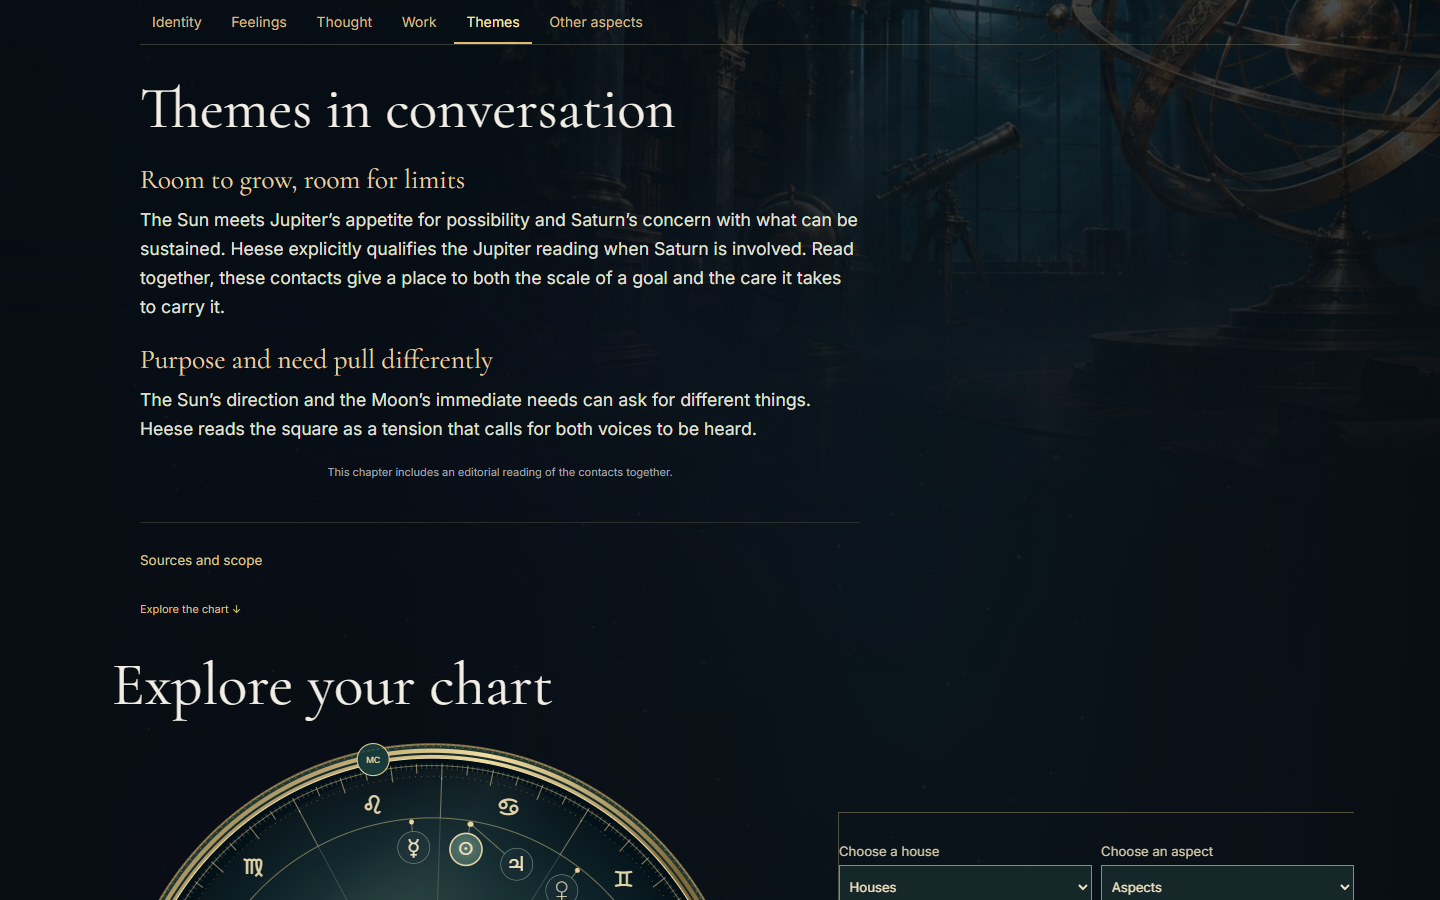 Identity Feelings Thought Work Themes Other aspects
Themes in conversation
Room to grow, room for limits
The Sun meets Jupiter’s appetite for possibility and Saturn’s concern with what can be
sustained. Heese explicitly qualifies the Jupiter reading when Saturn is involved. Read
together, these contacts give a place to both the scale of a goal and the care it takes
to carry it.
Purpose and need pull differently
The Sun’s direction and the Moon’s immediate needs can ask for different things.
Heese reads the square as a tension that calls for both voices to be heard.
This chapter includes an editorial reading of the contacts together.
Sources and scope
Explore the chart ↓
Explore your chart
MC
♌ ♋
☿ ☉ ♃
♍ ♀ ♊
Choose a house Choose an aspect
Houses Aspects